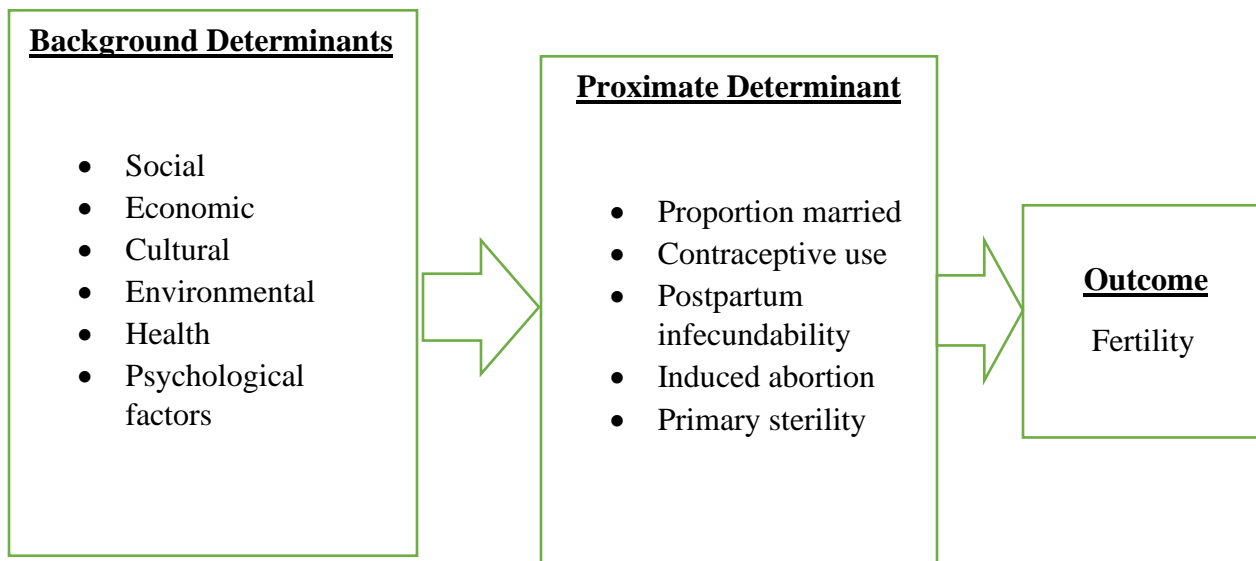 Background Determinants
• Social
• Economic
• Cultural
• Environmental
• Health
• Psychological
factors
Proximate Determinant
• Proportion married
• Contraceptive use
• Postpartum
infecundability
• Induced abortion
• Primary sterility
Outcome
Fertility